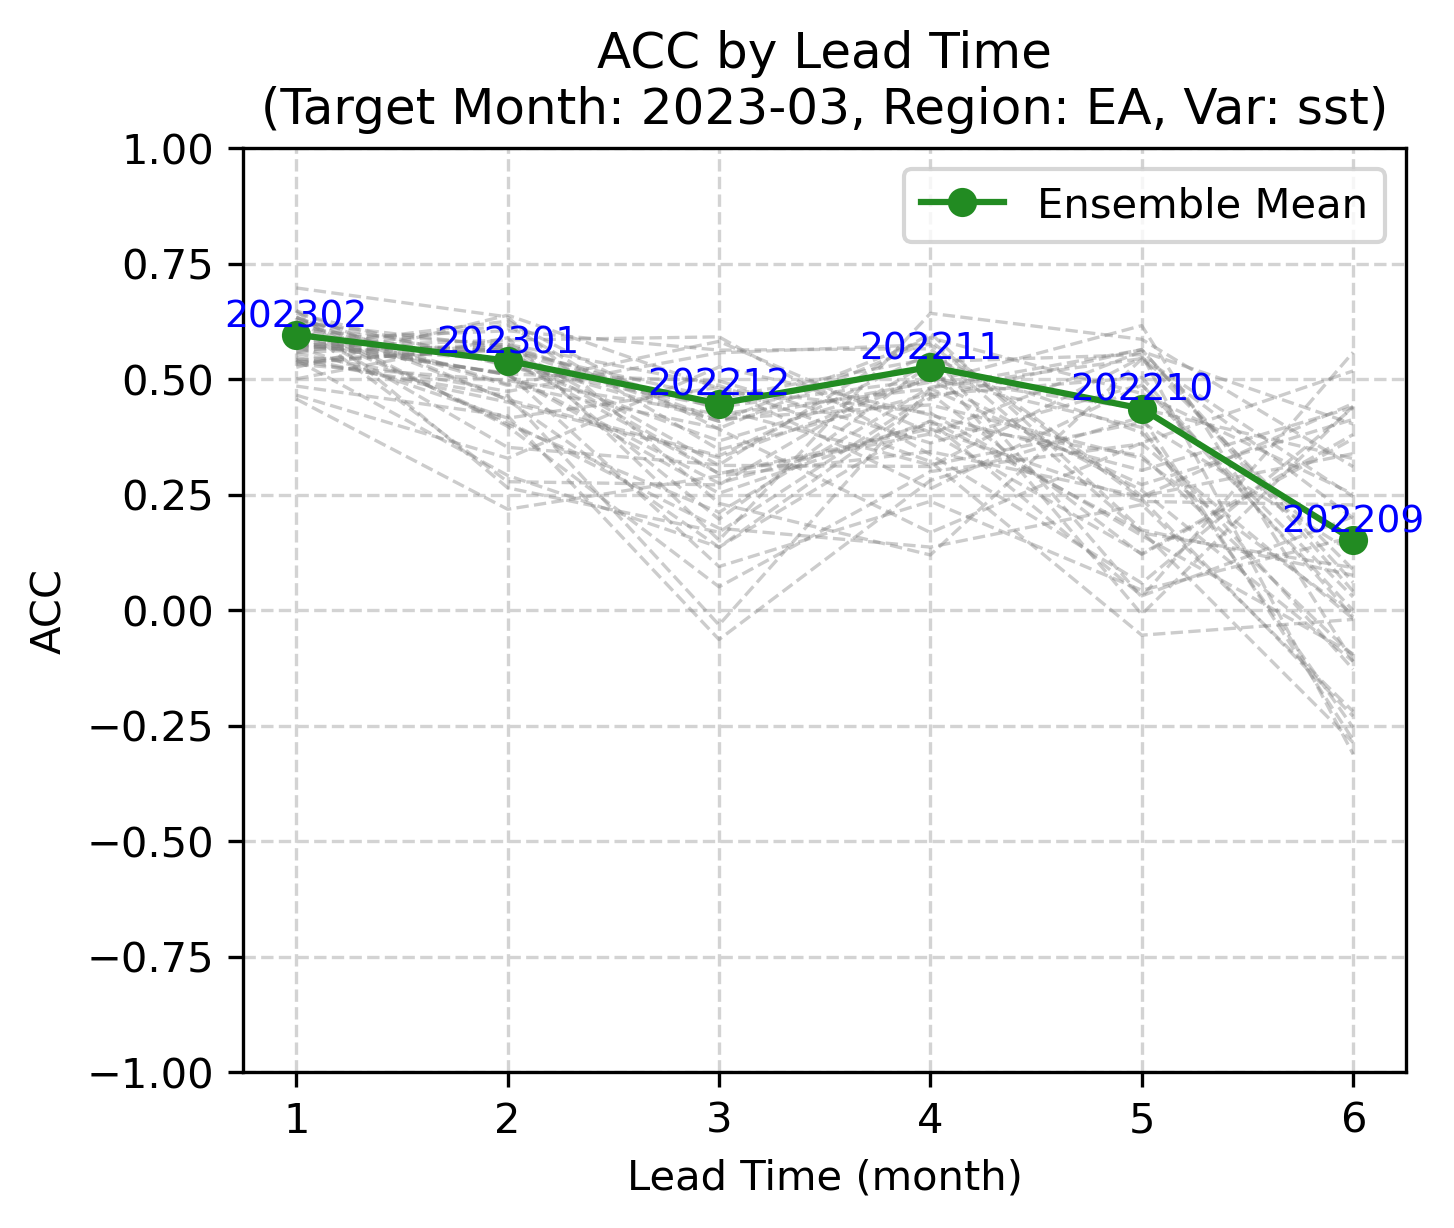 ACC by Lead Time
(Target Month: 2023-03, Region: EA, Var: sst)
Ensemble Mean
1.00
0.75
0.50
0.25
0.00
−0.25
−0.50
−0.75
−1.00
ACC
202302
202301
202212
202211
202210
202209
1 2 3 4 5 6
Lead Time (month)